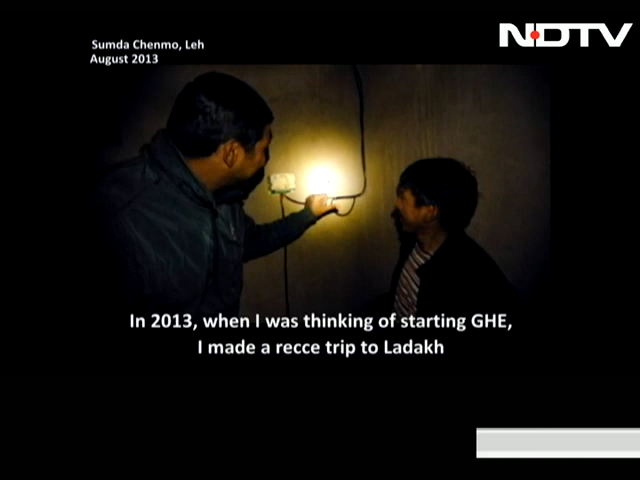 Sumda Chenmo, Leh
August 2013
NDTV
In 2013, when I was thinking of starting GHE,
I made a recce trip to Ladakh